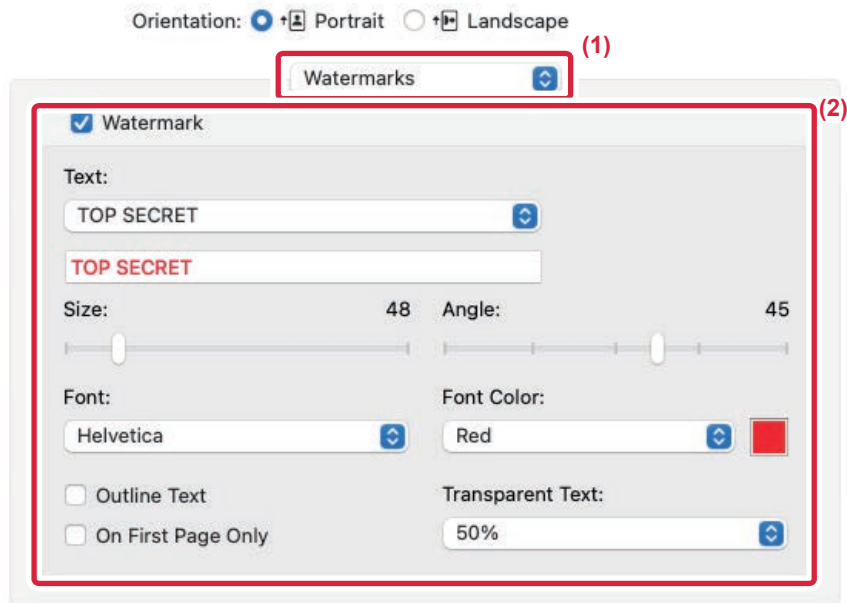 Orientation: Portrait Landscape
(1)
Watermarks
(2)
Watermark
Text:
TOP SECRET
TOP SECRET
Size: 48 Angle: 45
Font: Font Color:
Helvetica Red
Outline Text Transparent Text:
On First Page Only 50%